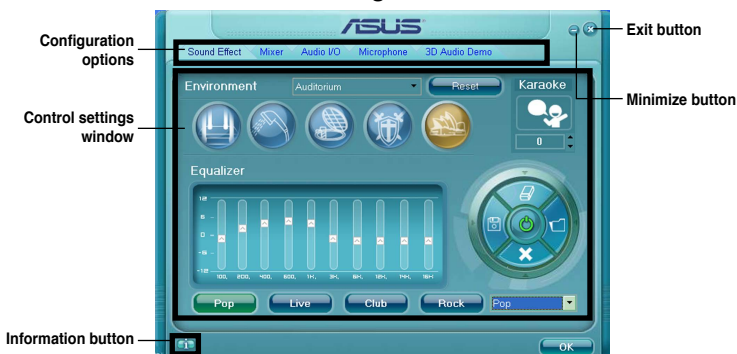 ASUS
Configuration options
Exit button
Sound Effect Mixer Audio I/O Microphone 3D Audio Demo
Minimize button
Environment Auditorium Reset Karaoke
Control settings window
0
Equalizer
12
6
0
-6
-12
100, 200, 400, 600, 1K, 3K, 6K, 12K, 14K, 16K
Pop Live Club Rock Pop
Information button
OK